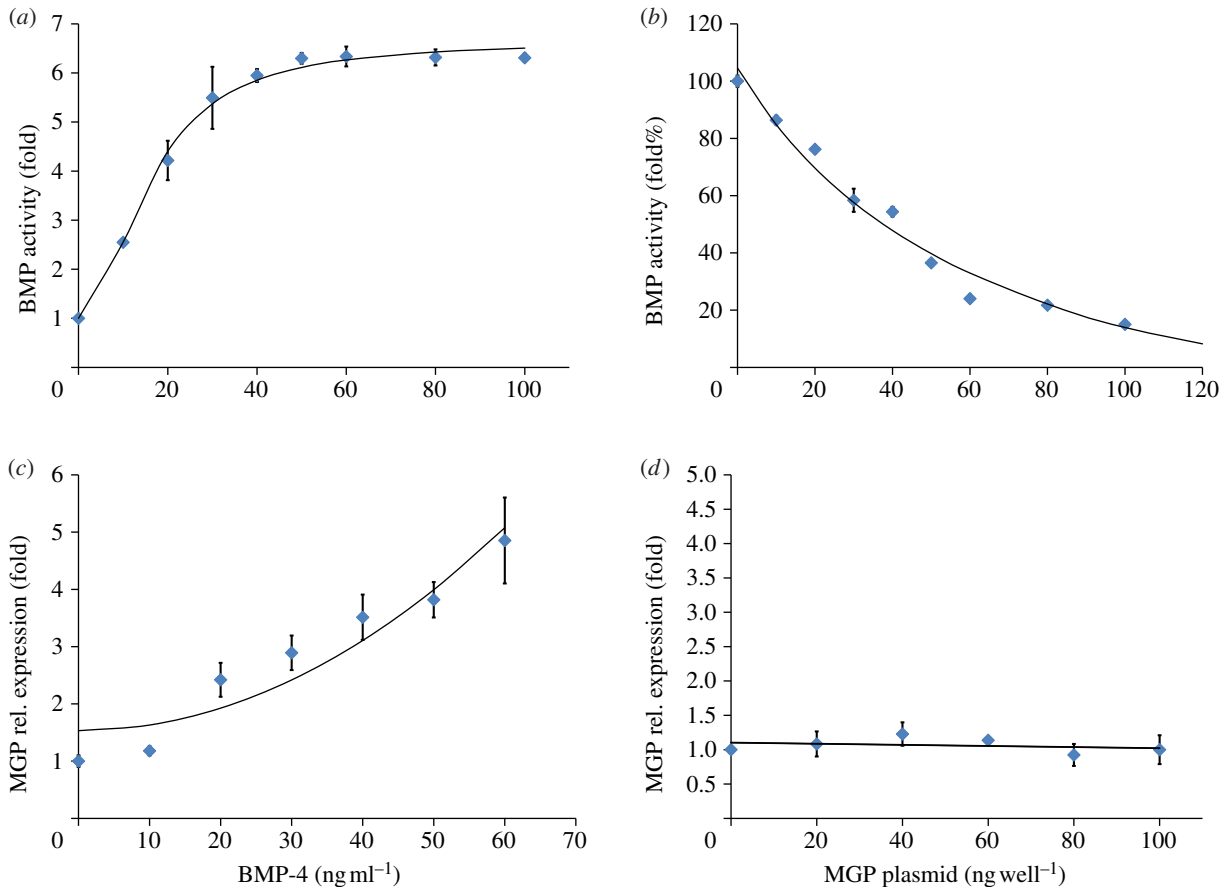 (a)
7
6
5
4
3
2
1
0
BMP activity (fold)
20 40 60 80 100
(b)
120
100
80
60
40
20
0
BMP activity (fold%)
20 40 60 80 100 120
(c)
6
5
4
3
2
1
0
MGP rel. expression (fold)
10 20 30 40 50 60 70
BMP-4 (ng ml⁻¹)
(d)
5.0
4.5
4.0
3.5
3.0
2.5
2.0
1.5
1.0
0.5
0
MGP rel. expression (fold)
20 40 60 80 100
MGP plasmid (ng well⁻¹)